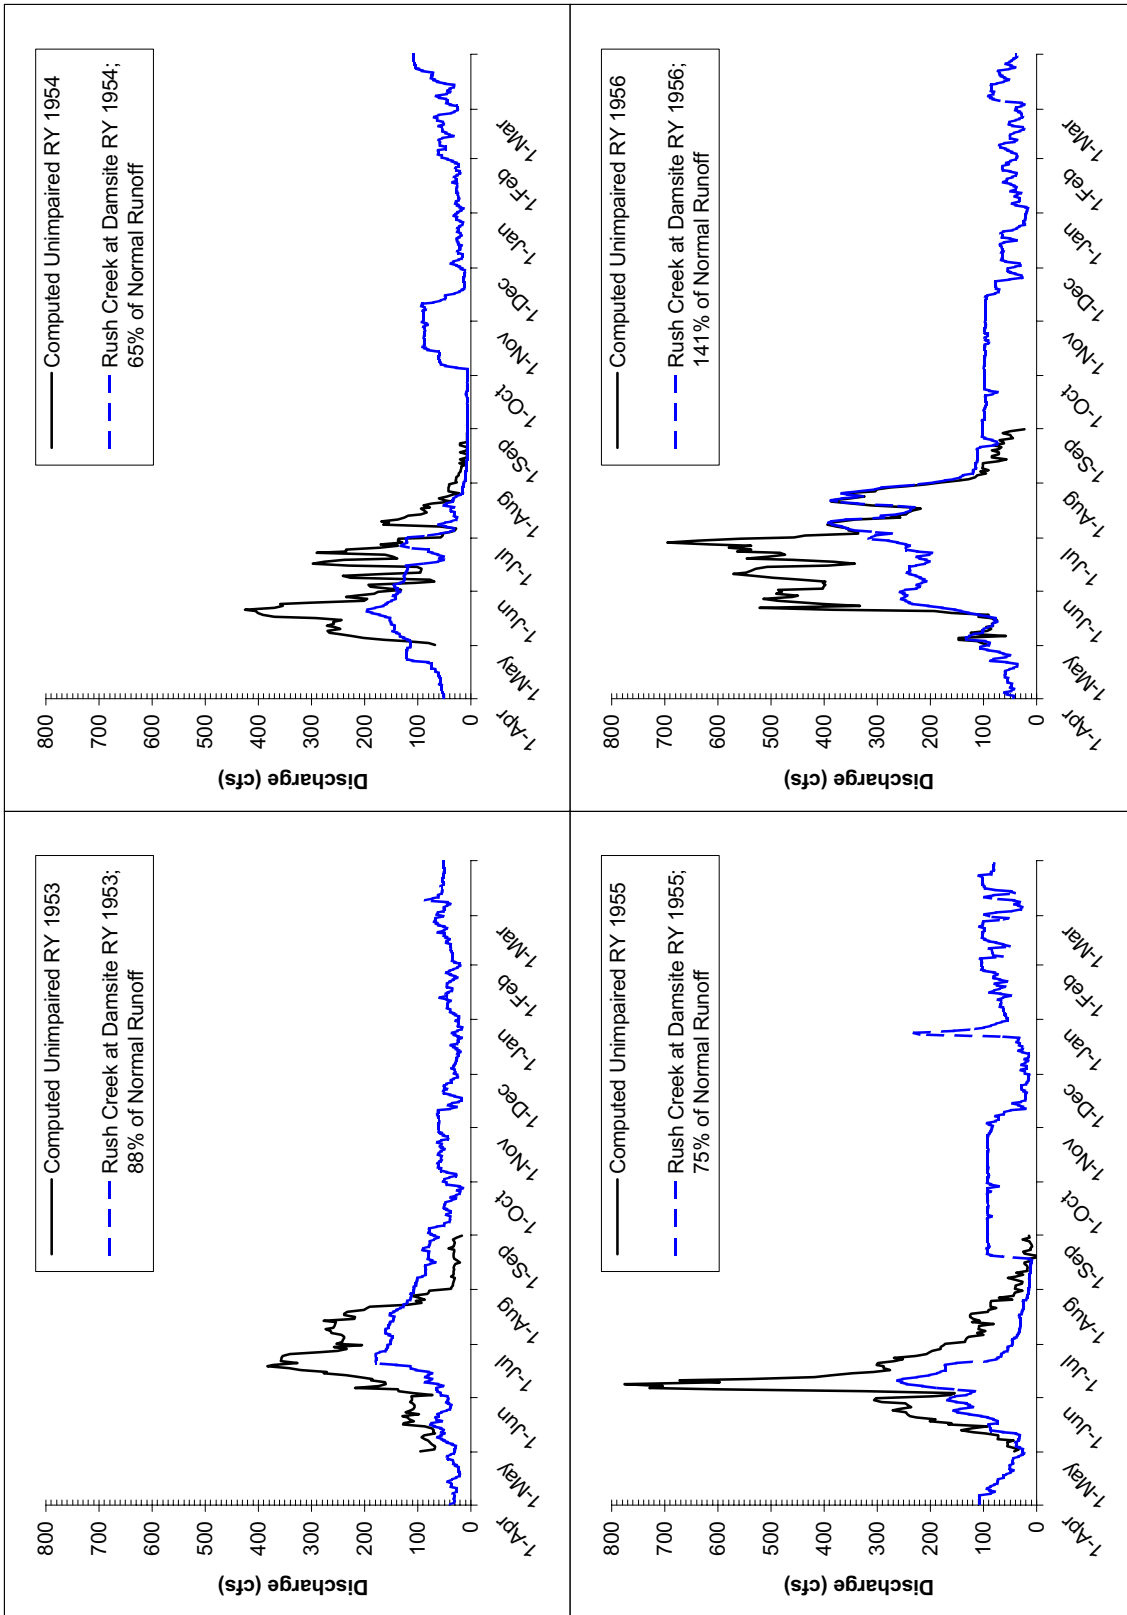 Computed Unimpaired RY 1953
Rush Creek at Damsite RY 1953;
88% of Normal Runoff
Discharge (cfs)
800
700
600
500
400
300
200
100
0
1-Apr 1-May 1-Jun 1-Jul 1-Aug 1-Sep 1-Oct 1-Nov 1-Dec 1-Jan 1-Feb 1-Mar
Computed Unimpaired RY 1954
Rush Creek at Damsite RY 1954;
65% of Normal Runoff
Discharge (cfs)
800
700
600
500
400
300
200
100
0
1-Apr 1-May 1-Jun 1-Jul 1-Aug 1-Sep 1-Oct 1-Nov 1-Dec 1-Jan 1-Feb 1-Mar
Computed Unimpaired RY 1955
Rush Creek at Damsite RY 1955;
75% of Normal Runoff
Discharge (cfs)
800
700
600
500
400
300
200
100
0
1-Apr 1-May 1-Jun 1-Jul 1-Aug 1-Sep 1-Oct 1-Nov 1-Dec 1-Jan 1-Feb 1-Mar
Computed Unimpaired RY 1956
Rush Creek at Damsite RY 1956;
141% of Normal Runoff
Discharge (cfs)
800
700
600
500
400
300
200
100
0
1-Apr 1-May 1-Jun 1-Jul 1-Aug 1-Sep 1-Oct 1-Nov 1-Dec 1-Jan 1-Feb 1-Mar